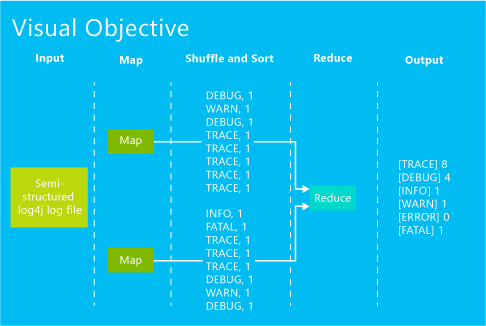 Visual Objective
Input
Map
Shuffle and Sort
Reduce
Output
Semi-
structured
log4j log file
Map
Map
DEBUG, 1
WARN, 1
DEBUG, 1
TRACE, 1
TRACE, 1
TRACE, 1
TRACE, 1
TRACE, 1
INFO, 1
FATAL, 1
TRACE, 1
TRACE, 1
TRACE, 1
DEBUG, 1
WARN, 1
DEBUG, 1
Reduce
[TRACE] 8
[DEBUG] 4
[INFO] 1
[WARN] 1
[ERROR] 0
[FATAL] 1